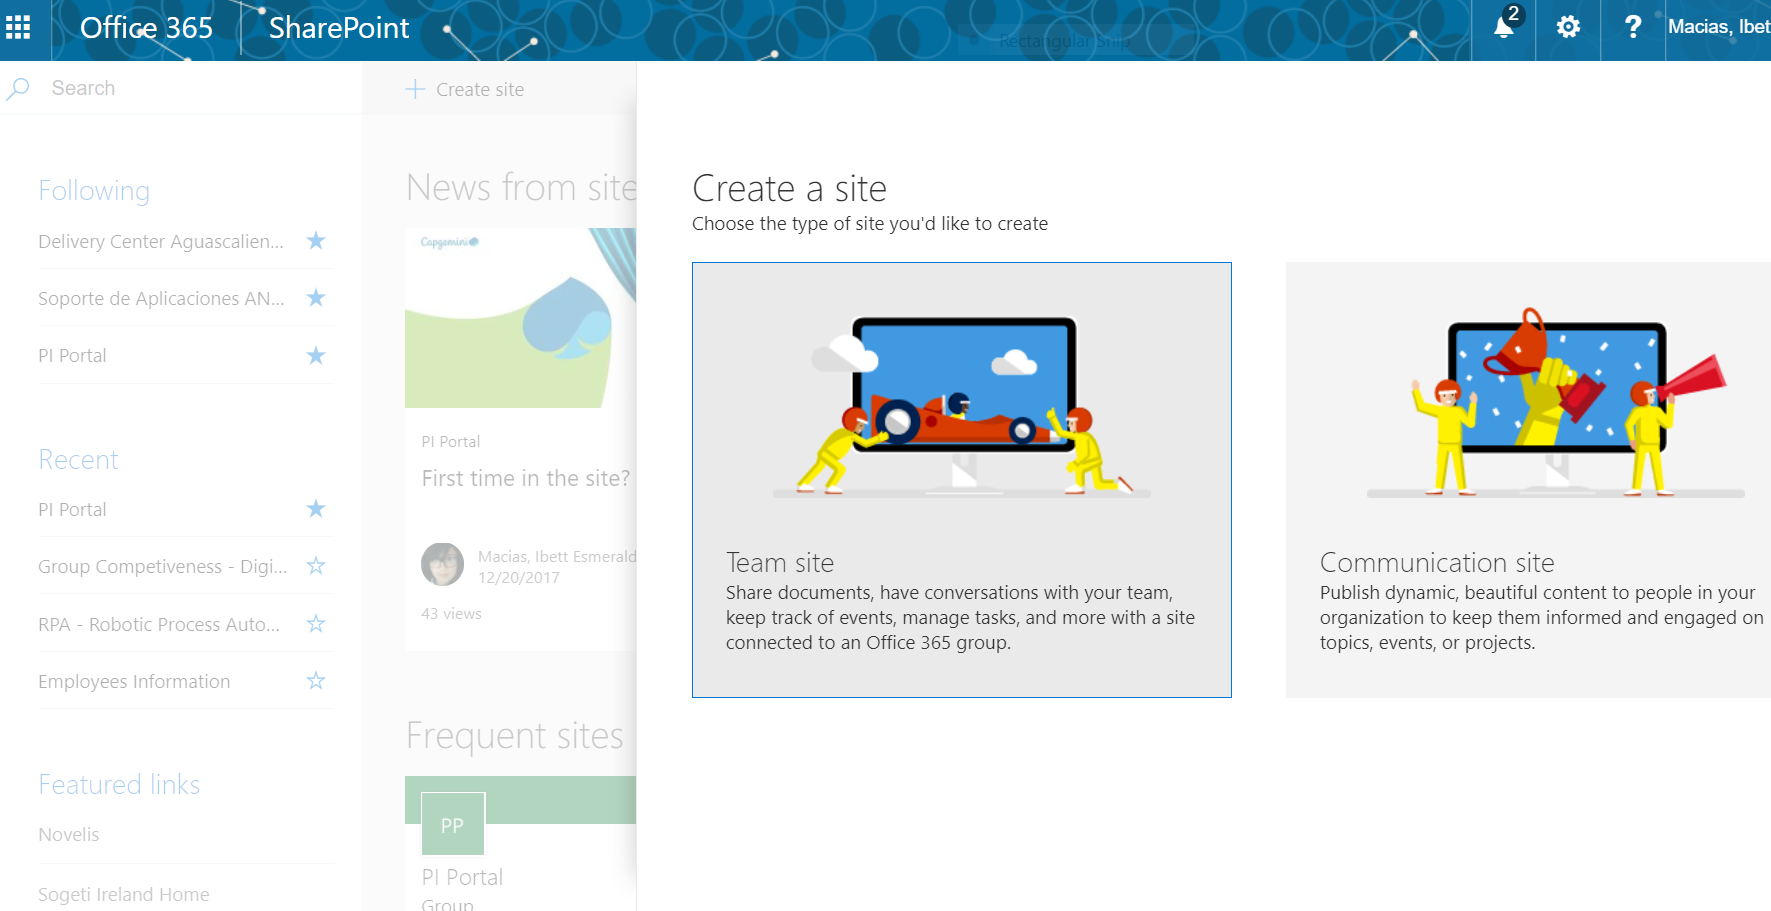 Office 365
SharePoint
Rectangular Snip
2
?
Macias, Ibet
Search
Create site
Following
Delivery Center Aguascalien...
Soporte de Aplicaciones AN...
PI Portal
Recent
PI Portal
Group Competiveness - Digi...
RPA - Robotic Process Auto...
Employees Information
Featured links
Novelis
Sogeti Ireland Home
News from site
Capgemini
PI Portal
First time in the site?
Macias, Ibett Esmerald
12/20/2017
43 views
Frequent sites
PP
PI Portal
Group
Create a site
Choose the type of site you'd like to create
Team site
Share documents, have conversations with your team,
keep track of events, manage tasks, and more with a site
connected to an Office 365 group.
Communication site
Publish dynamic, beautiful content to people in your
organization to keep them informed and engaged on
topics, events, or projects.